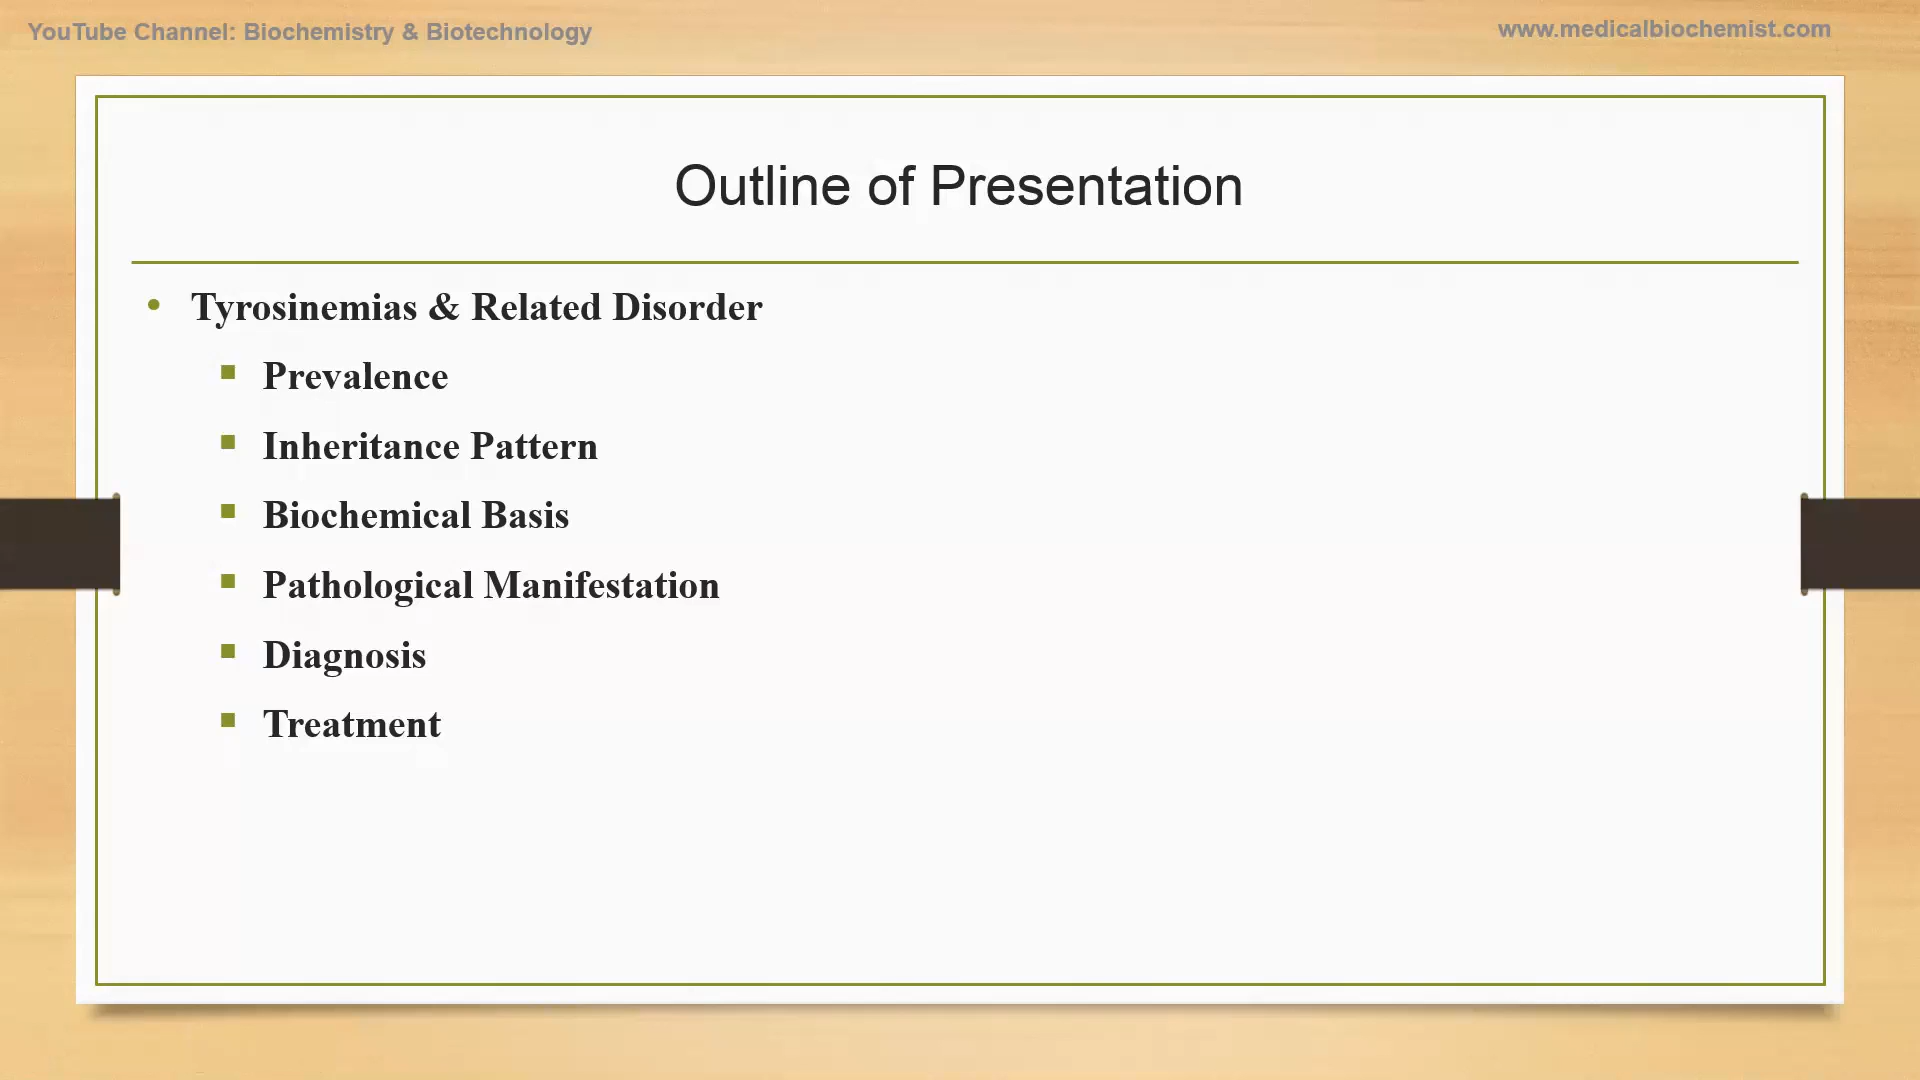 YouTube Channel: Biochemistry & Biotechnology
www.medicalbiochemist.com
Outline of Presentation
• Tyrosinemias & Related Disorder
▪ Prevalence
▪ Inheritance Pattern
▪ Biochemical Basis
▪ Pathological Manifestation
▪ Diagnosis
▪ Treatment